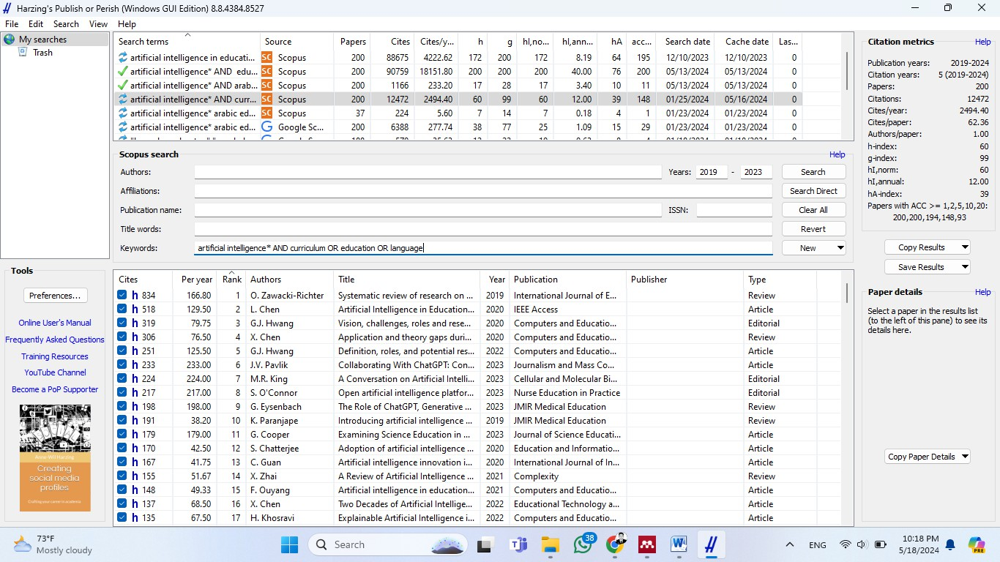 Harzing's Publish or Perish (Windows GUI Edition) 8.8.4384.8527
File Edit Search View Help
My searches
Trash
Search terms Source Papers Cites Cites/y... h g hI,no... hI,ann... hA acc... Search date Cache date Las...
artificial intelligence in educati... SC Scopus 200 88675 4222.62 172 200 172 8.19 64 195 12/10/2023 12/10/2023 0
artificial intelligence* AND edu... SC Scopus 200 90759 18151.80 200 200 200 40.00 76 200 05/13/2024 05/13/2024 0
artificial intelligence* AND arab... SC Scopus 200 1166 233.20 17 28 17 3.40 10 11 05/13/2024 05/13/2024 0
artificial intelligence* AND curr... SC Scopus 200 12472 2494.40 60 99 60 12.00 39 148 01/25/2024 05/16/2024 0
artificial intelligence* arabic ed... SC Scopus 37 224 5.60 7 14 7 0.18 4 1 01/23/2024 01/23/2024 0
artificial intelligence* arabic ed... Google Sc... 200 6388 277.74 38 77 25 1.09 15 29 01/23/2024 01/23/2024 0
Scopus search Help
Authors: Years: 2019 - 2023 Search
Affiliations: Search Direct
Publication name: ISSN: Clear All
Title words: Revert
Keywords: artificial intelligence* AND curriculum OR education OR language New
Cites Per year Rank Authors Title Year Publication Publisher Type
h 834 166.80 1 O. Zawacki-Richter Systematic review of research on ... 2019 International Journal of E... Review
h 518 129.50 2 L. Chen Artificial Intelligence in Education... 2020 IEEE Access Article
h 319 79.75 3 G.J. Hwang Vision, challenges, roles and rese... 2020 Computers and Educatio... Editorial
h 306 76.50 4 X. Chen Application and theory gaps duri... 2020 Computers and Educatio... Review
h 251 125.50 5 G.J. Hwang Definition, roles, and potential res... 2022 Computers and Educatio... Article
h 233 233.00 6 J.V. Pavlik Collaborating With ChatGPT: Con... 2023 Journalism and Mass Co... Article
h 224 224.00 7 M.R. King A Conversation on Artificial Intelli... 2023 Cellular and Molecular Bi... Editorial
h 217 217.00 8 S. O'Connor Open artificial intelligence platfor... 2023 Nurse Education in Practice Editorial
h 198 198.00 9 G. Eysenbach The Role of ChatGPT, Generative ... 2023 JMIR Medical Education Review
h 191 38.20 10 K. Paranjape Introducing artificial intelligence ... 2019 JMIR Medical Education Review
h 179 179.00 11 G. Cooper Examining Science Education in ... 2023 Journal of Science Educati... Article
h 170 42.50 12 S. Chatterjee Adoption of artificial intelligence ... 2020 Education and Informatio... Article
h 167 41.75 13 C. Guan Artificial intelligence innovation i... 2020 International Journal of In... Article
h 155 51.67 14 X. Zhai A Review of Artificial Intelligence ... 2021 Complexity Review
h 148 49.33 15 F. Ouyang Artificial intelligence in education... 2021 Computers and Educatio... Article
h 137 68.50 16 X. Chen Two Decades of Artificial Intellige... 2022 Educational Technology a... Article
h 135 67.50 17 H. Khosravi Explainable Artificial Intelligence i... 2022 Computers and Educatio... Article
Tools
Preferences...
Online User's Manual
Frequently Asked Questions
Training Resources
YouTube Channel
Become a PoP Supporter
Anne-Wil Harzing
Creating
social media
profiles
Crafting your career in academia
Citation metrics Help
Publication years: 2019-2024
Citation years: 5 (2019-2024)
Papers: 200
Citations: 12472
Cites/year: 2494.40
Cites/paper: 62.36
Authors/paper: 1.00
h-index: 60
g-index: 99
hI,norm: 60
hI,annual: 12.00
hA-index: 39
Papers with ACC >= 1,2,5,10,20:
200,200,194,148,93
Copy Results
Save Results
Paper details Help
Select a paper in the results list
(to the left of this pane) to see its
details here.
Copy Paper Details
73°F
Mostly cloudy
Search
38
ENG
10:18 PM
5/18/2024
PRE